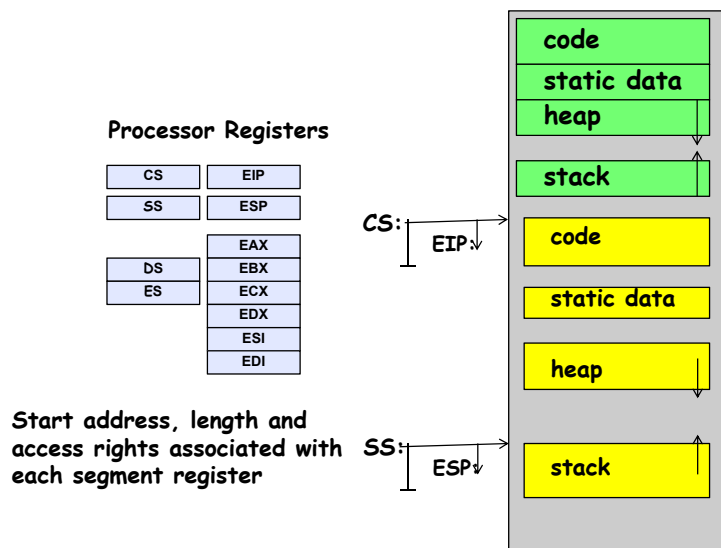 Processor Registers
CS EIP
SS ESP
EAX
DS EBX
ES ECX
EDX
ESI
EDI
Start address, length and
access rights associated with
each segment register
CS:
EIP:
SS:
ESP:
code
static data
heap
stack
code
static data
heap
stack